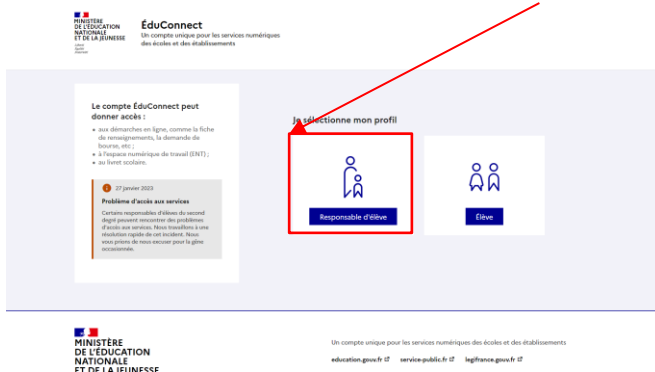 MINISTÈRE
DE L'ÉDUCATION
NATIONALE
ET DE LA JEUNESSE
Liberté
Égalité
Fraternité
ÉduConnect
Un compte unique pour les services numériques
des écoles et des établissements
Le compte ÉduConnect peut
donner accès :
• aux démarches en ligne, comme la fiche
de renseignements, la demande de
bourse, etc ;
• à l'espace numérique de travail (ENT) ;
• au livret scolaire.
27 janvier 2023
Problème d'accès aux services
Certains responsables d'élèves du second
degré peuvent rencontrer des problèmes
d'accès aux services. Nous travaillons à une
résolution rapide de cet incident. Nous
vous prions de nous excuser pour la gêne
occasionnée.
Je sélectionne mon profil
Responsable d'élève
Élève
MINISTÈRE
DE L'ÉDUCATION
NATIONALE
ET DE LA JEUNESSE
Un compte unique pour les services numériques des écoles et des établissements
education.gouv.fr service-public.fr legifrance.gouv.fr